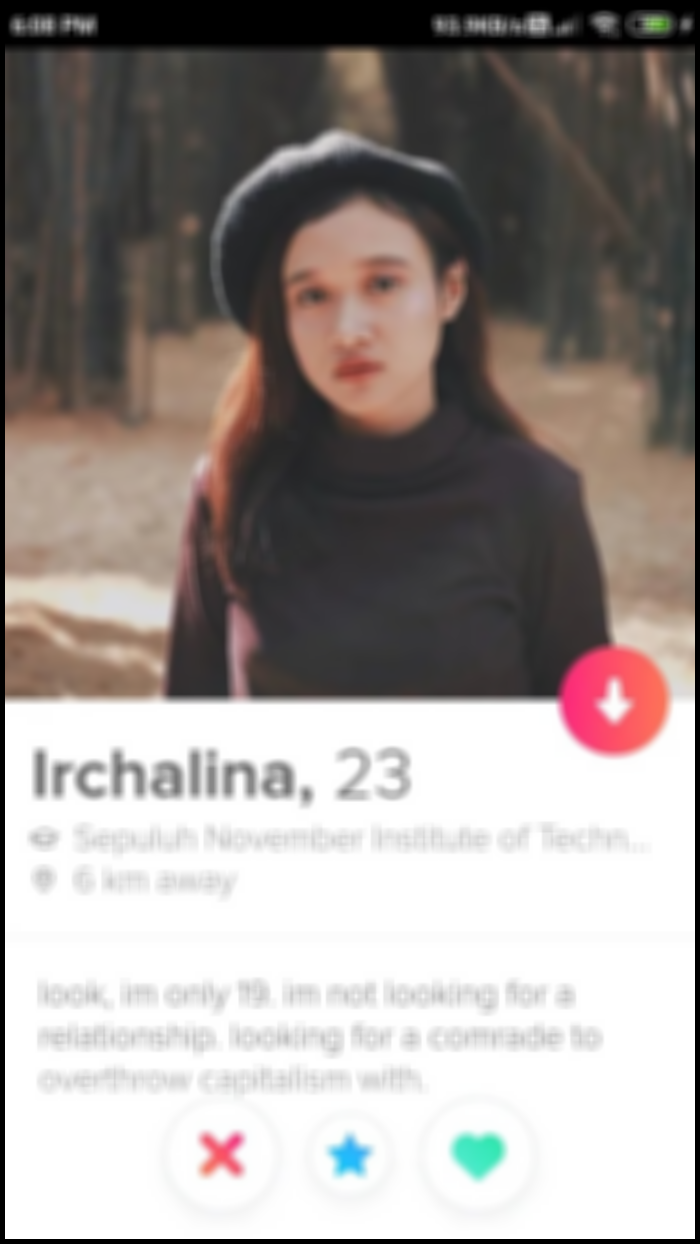 6:08 PM
Irchalina, 23
Sepuluh November Institute of Techn...
6 km away
look, im only 19. im not looking for a
relationship. looking for a comrade to
overthrow capitalism with.